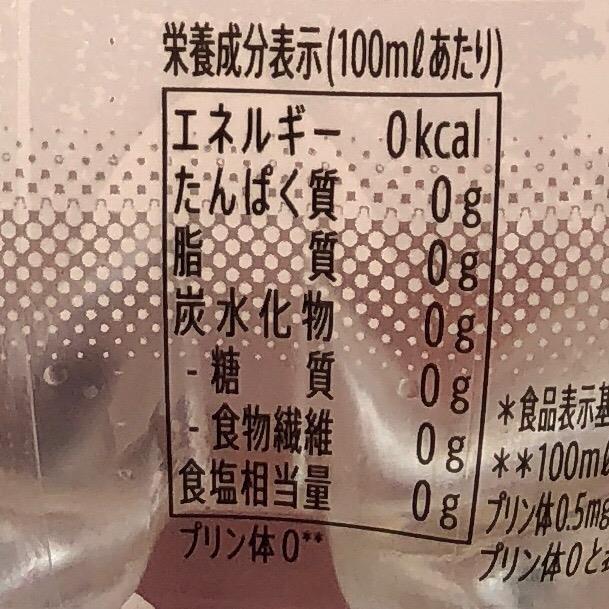 栄養成分表示(100mlあたり)
エネルギー 0kcal
たんぱく質 0g
脂質 0g
炭水化物 0g
-糖質 0g
-食物繊維 0g
食塩相当量 0g
プリン体0**
*食品表示基
**100ml
プリン体0.5mg
プリン体0と